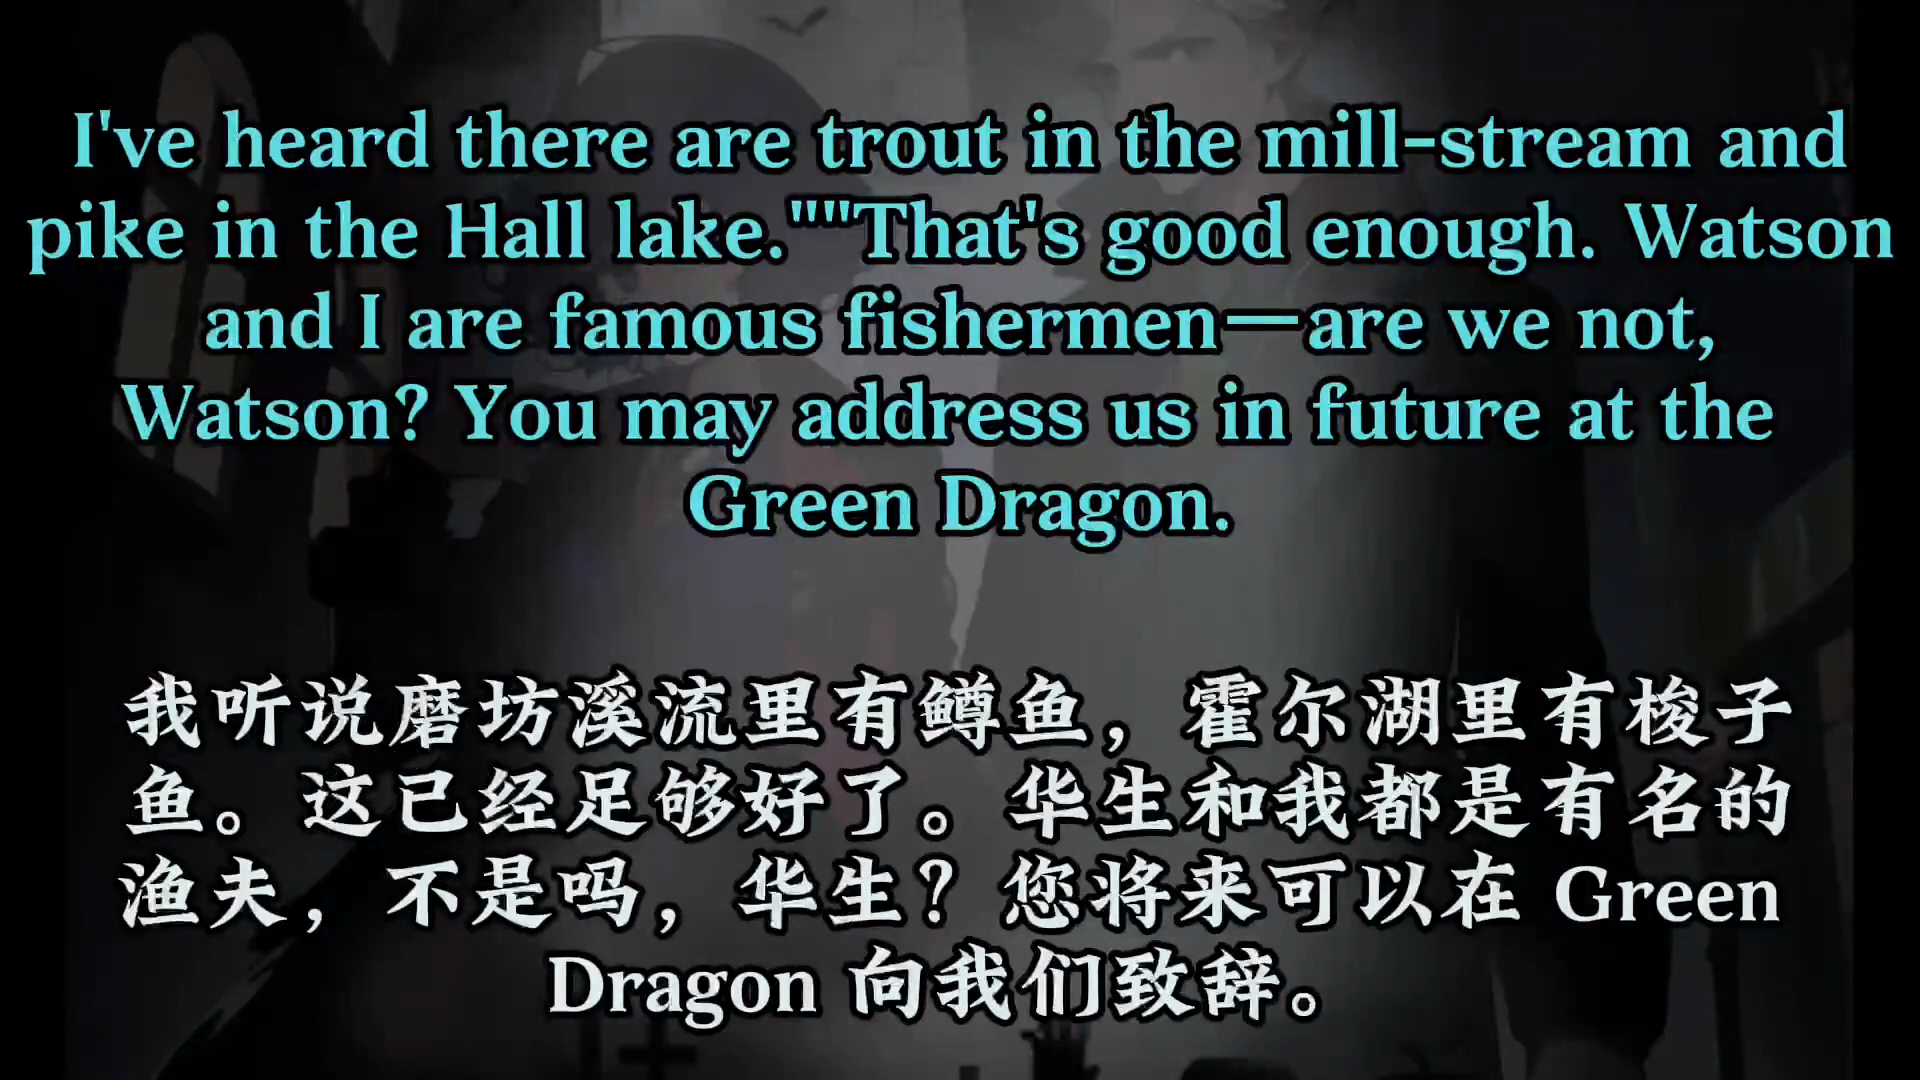 I've heard there are trout in the mill-stream and
pike in the Hall lake.""That's good enough. Watson
and I are famous fishermen—are we not,
Watson? You may address us in future at the
Green Dragon.
我听说磨坊溪流里有鳟鱼，霍尔湖里有梭子
鱼。这已经足够好了。华生和我都是有名的
渔夫，不是吗，华生？您将来可以在 Green
Dragon 向我们致辞。